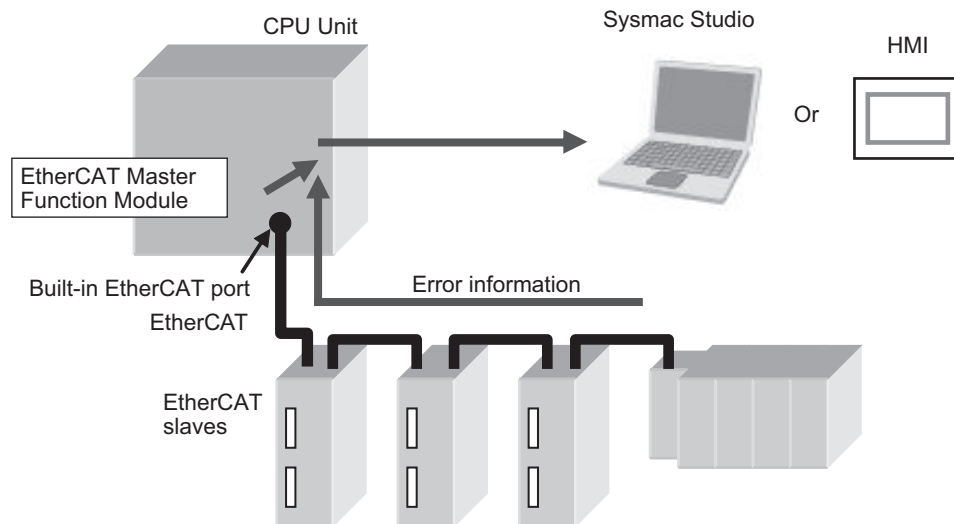 CPU Unit
Sysmac Studio
HMI
Or
EtherCAT Master
Function Module
Built-in EtherCAT port
Error information
EtherCAT
EtherCAT
slaves